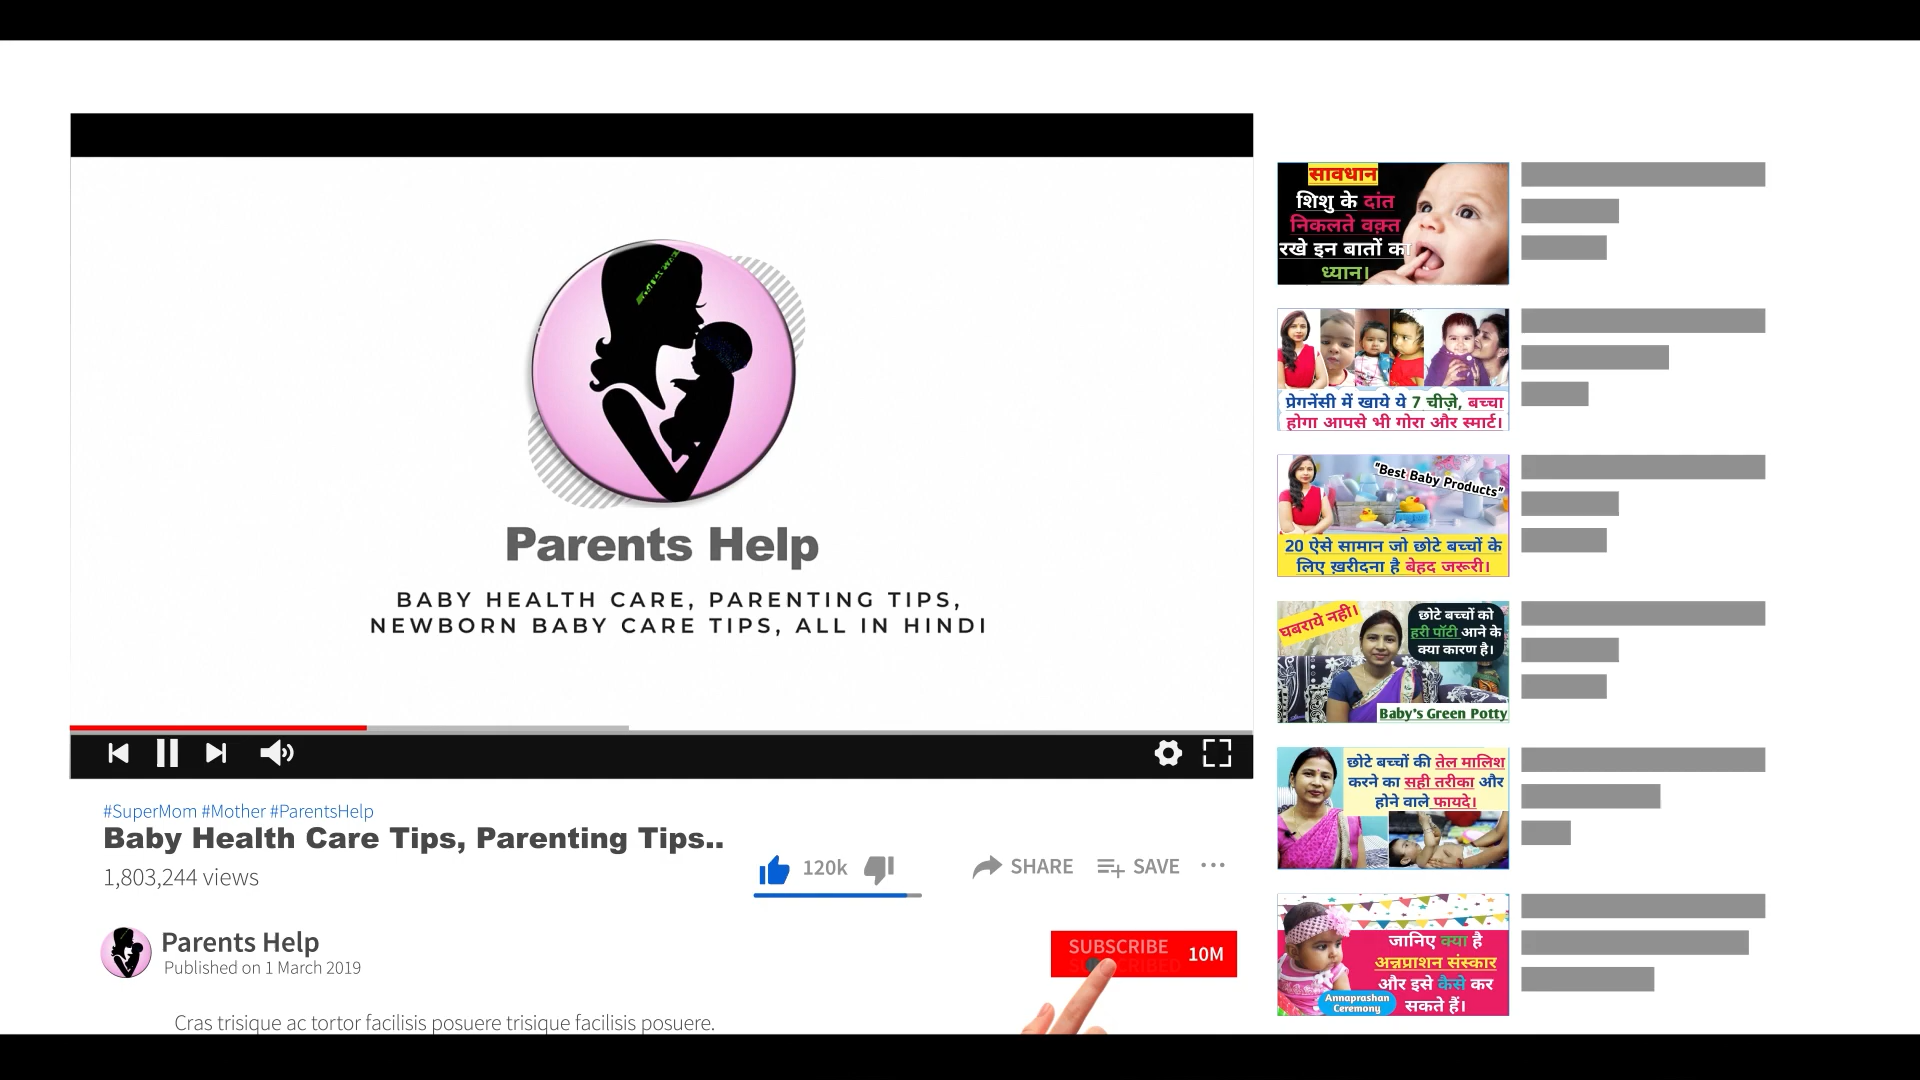 Parents Help
BABY HEALTH CARE, PARENTING TIPS,
NEWBORN BABY CARE TIPS, ALL IN HINDI
#SuperMom #Mother #ParentsHelp
Baby Health Care Tips, Parenting Tips..
1,803,244 views
120k
SHARE
SAVE
Parents Help
Published on 1 March 2019
SUBSCRIBE
10M
Cras trisique ac tortor facilisis posuere trisique facilisis posuere.
सावधान
शिशु के दांत
निकलते वक़्त
रखे इन बातों का
ध्यान।
प्रेगनेंसी में खाये ये 7 चीज़े, बच्चा
होगा आपसे भी गोरा और स्मार्ट।
"Best Baby Products"
20 ऐसे सामान जो छोटे बच्चों के
लिए ख़रीदना है बेहद जरूरी।
घबराये नही।
छोटे बच्चों को
हरी पॉटी आने के
क्या कारण है।
Baby's Green Potty
छोटे बच्चों की तेल मालिश
करने का सही तरीका और
होने वाले फायदे।
जानिए क्या है
अन्नप्राशन संस्कार
और इसे कैसे कर
सकते हैं।
Annaprashan
Ceremony